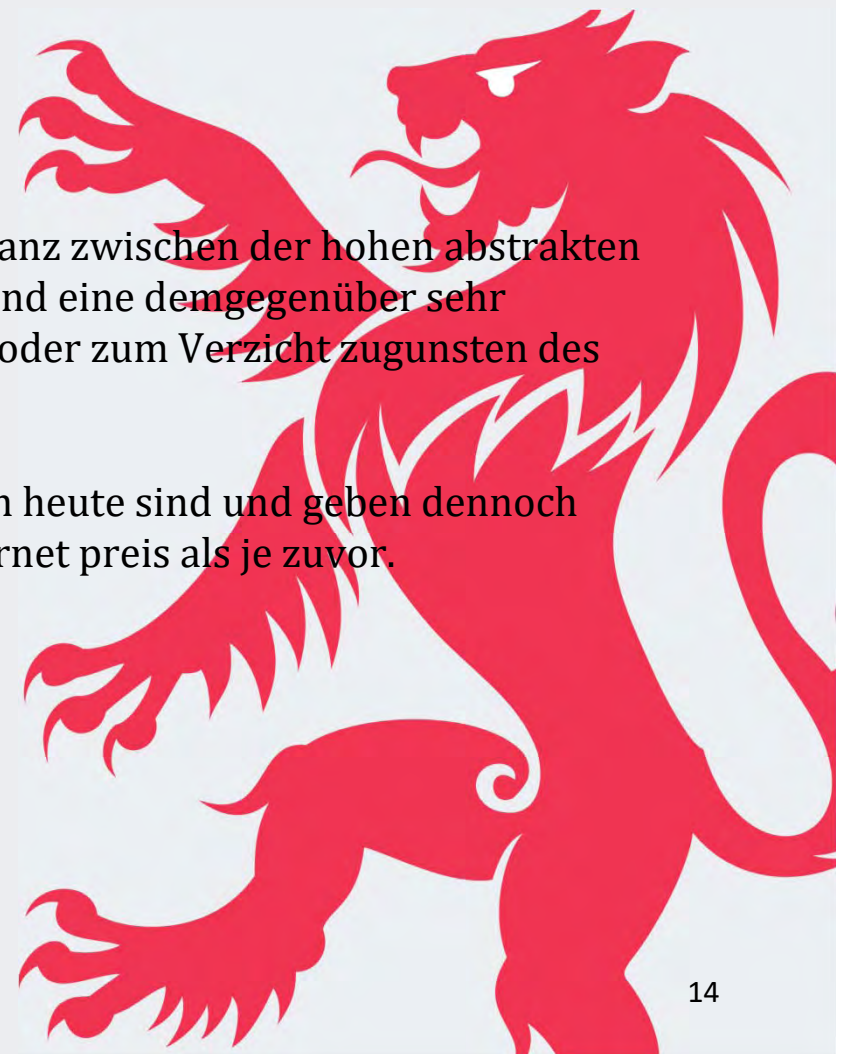 anz zwischen der hohen abstrakten
nd eine demgegenüber sehr
oder zum Verzicht zugunsten des
n heute sind und geben dennoch
rnet preis als je zuvor.
14